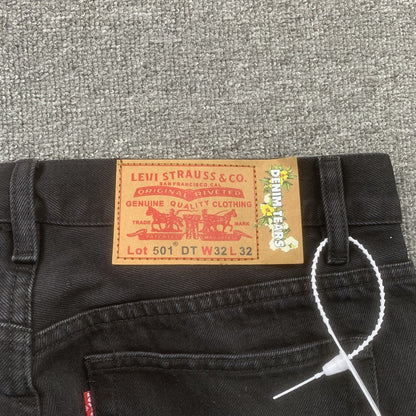 LEVI STRAUSS & CO.
SAN FRANCISCO, CAL
ORIGINAL RIVETED
GENUINE QUALITY CLOTHING
TRADE MARK
Lot 501® DT W32 L32
DENIM TEARS